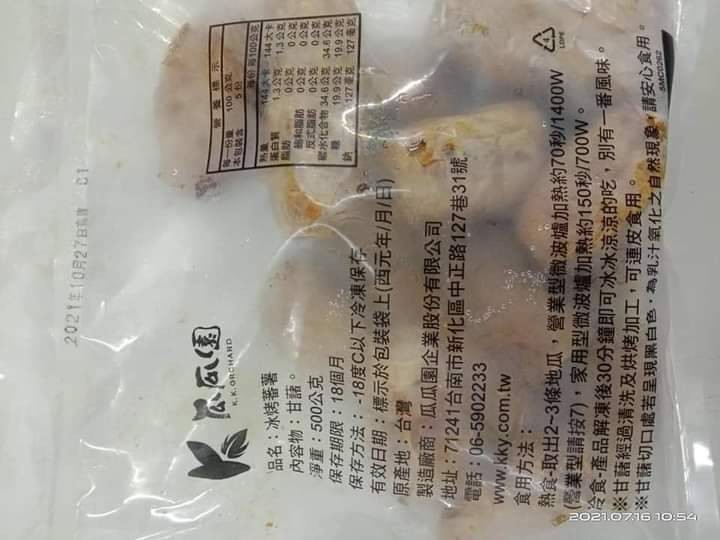 2021年10月27日有效 C1
瓜瓜園
K.K.ORCHARD
品名：冰烤蕃薯
內容物：甘藷。
淨重：500公克
保存期限：18個月
保存方法：-18度C以下冷凍保存
有效日期：標示於包裝袋上(西元年/月/日)
原產地：台灣
製造廠商：瓜瓜園企業股份有限公司
地址：71241台南市新化區中正路127巷31號
電話：06-5902233
www.kky.com.tw
食用方法：
熱食-取出2~3條地瓜，營業型微波爐加熱約70秒/1400W
(營業型請按7)，家用型微波爐加熱約150秒/700W。
冷食-產品解凍後30分鐘即可冰冰涼涼的吃，別有一番風味。
※甘藷經過清洗及烘烤加工，可連皮食用。
※甘藷切口處若呈現黑白色，為乳汁氧化之自然現象，請安心食用。
營養標示
每一份量 100公克
本包裝含 5份
每份 每100公克
熱量 144大卡 144大卡
蛋白質 1.3公克 1.3公克
脂肪 0公克 0公克
飽和脂肪 0公克 0公克
反式脂肪 0公克 0公克
碳水化合物 34.6公克 34.6公克
糖 19.9公克 19.9公克
鈉 127毫克 127毫克
4
LDPE
SMC0262
2021.07.16 10:54